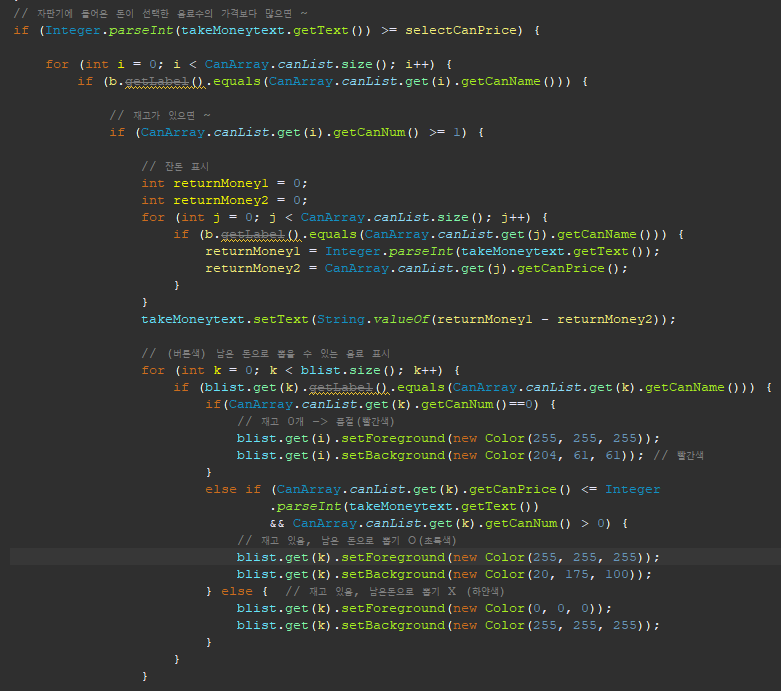 // 자판기에 들어온 돈이 선택한 음료수의 가격보다 많으면 ~
if (Integer.parseInt(takeMoneytext.getText()) >= selectCanPrice) {
for (int i = 0; i < CanArray.canList.size(); i++) {
if (b.getLabel().equals(CanArray.canList.get(i).getCanName())) {
// 재고가 있으면 ~
if (CanArray.canList.get(i).getCanNum() >= 1) {
// 잔돈 표시
int returnMoney1 = 0;
int returnMoney2 = 0;
for (int j = 0; j < CanArray.canList.size(); j++) {
if (b.getLabel().equals(CanArray.canList.get(j).getCanName())) {
returnMoney1 = Integer.parseInt(takeMoneytext.getText());
returnMoney2 = CanArray.canList.get(j).getCanPrice();
}
}
takeMoneytext.setText(String.valueOf(returnMoney1 - returnMoney2));
// (버튼색) 남은 돈으로 뽑을 수 있는 음료 표시
for (int k = 0; k < blist.size(); k++) {
if (blist.get(k).getLabel().equals(CanArray.canList.get(k).getCanName())) {
if(CanArray.canList.get(k).getCanNum()==0) {
// 재고 0개 -> 품절(빨간색)
blist.get(i).setForeground(new Color(255, 255, 255));
blist.get(i).setBackground(new Color(204, 61, 61)); // 빨간색
}
else if (CanArray.canList.get(k).getCanPrice() <= Integer
.parseInt(takeMoneytext.getText())
&& CanArray.canList.get(k).getCanNum() > 0) {
// 재고 있음, 남은 돈으로 뽑기 O(초록색)
blist.get(k).setForeground(new Color(255, 255, 255));
blist.get(k).setBackground(new Color(20, 175, 100));
} else { // 재고 있음, 남은돈으로 뽑기 X (하얀색)
blist.get(k).setForeground(new Color(0, 0, 0));
blist.get(k).setBackground(new Color(255, 255, 255));
}
}
}